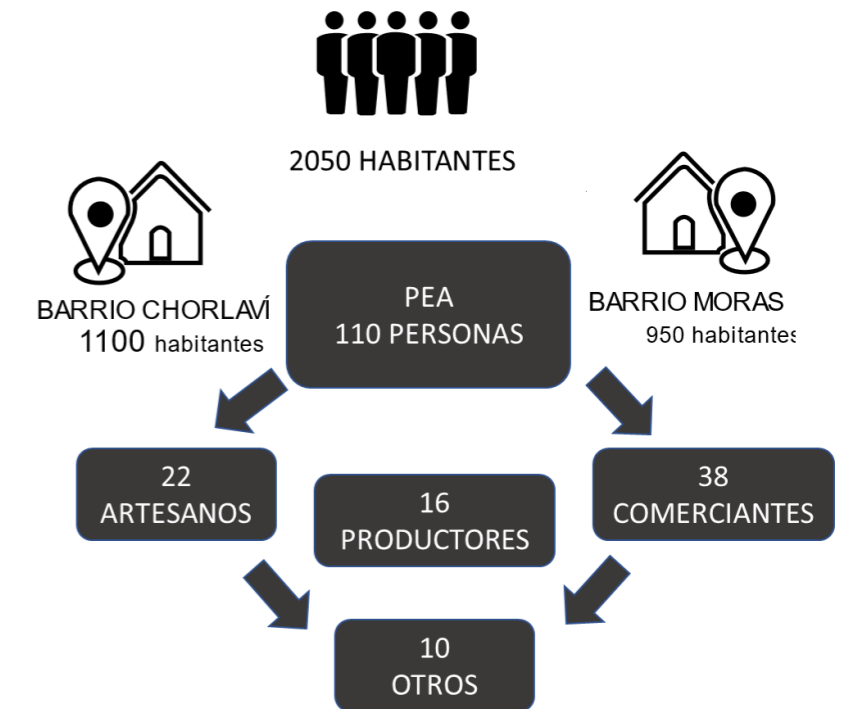 2050 HABITANTES
BARRIO CHORLAVÍ
1100 habitantes
PEA
110 PERSONAS
BARRIO MORAS
950 habitantes
22
ARTESANOS
16
PRODUCTORES
38
COMERCIANTES
10
OTROS